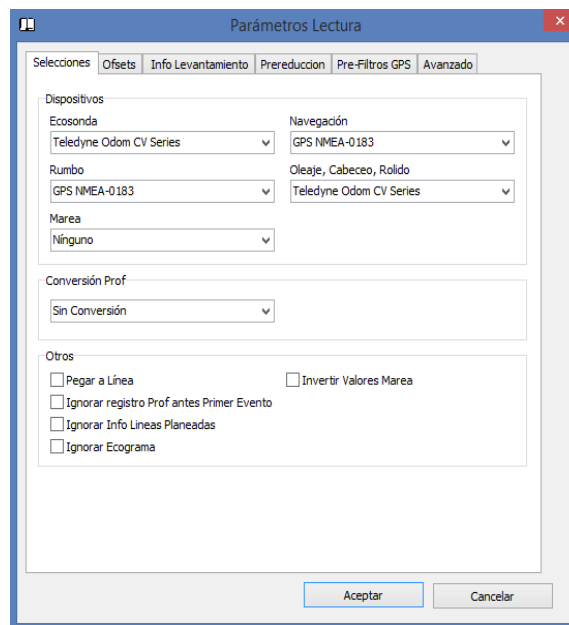 Parámetros Lectura
Selecciones Ofsets Info Levantamiento Prereduccion Pre-Filtros GPS Avanzado
Dispositivos
Ecosonda Navegación
Teledyne Odom CV Series GPS NMEA-0183
Rumbo Oleaje, Cabeceo, Rolido
GPS NMEA-0183 Teledyne Odom CV Series
Marea
Nínguno
Conversión Prof
Sin Conversión
Otros
Pegar a Línea Invertir Valores Marea
Ignorar registro Prof antes Primer Evento
Ignorar Info Lineas Planeadas
Ignorar Ecograma
Aceptar Cancelar